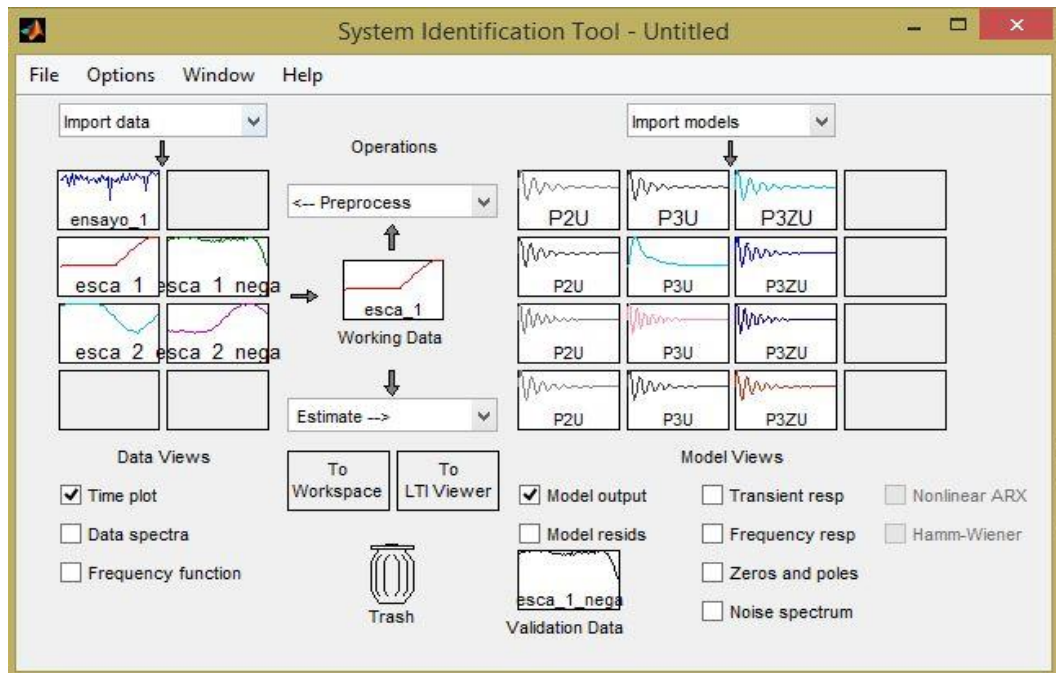 System Identification Tool - Untitled
File Options Window Help
Import data
Import models
Operations
ensayo_1
<-- Preprocess
P2U P3U P3ZU
esca_1 esca_1_nega
esca_1
Working Data
P2U P3U P3ZU
esca_2 esca_2_nega
P2U P3U P3ZU
Estimate -->
P2U P3U P3ZU
Data Views
To Workspace
To LTI Viewer
Model Views
Time plot
Model output
Transient resp
Nonlinear ARX
Data spectra
Model resids
Frequency resp
Hamm-Wiener
Frequency function
Zeros and poles
Trash
esca_1_nega
Noise spectrum
Validation Data